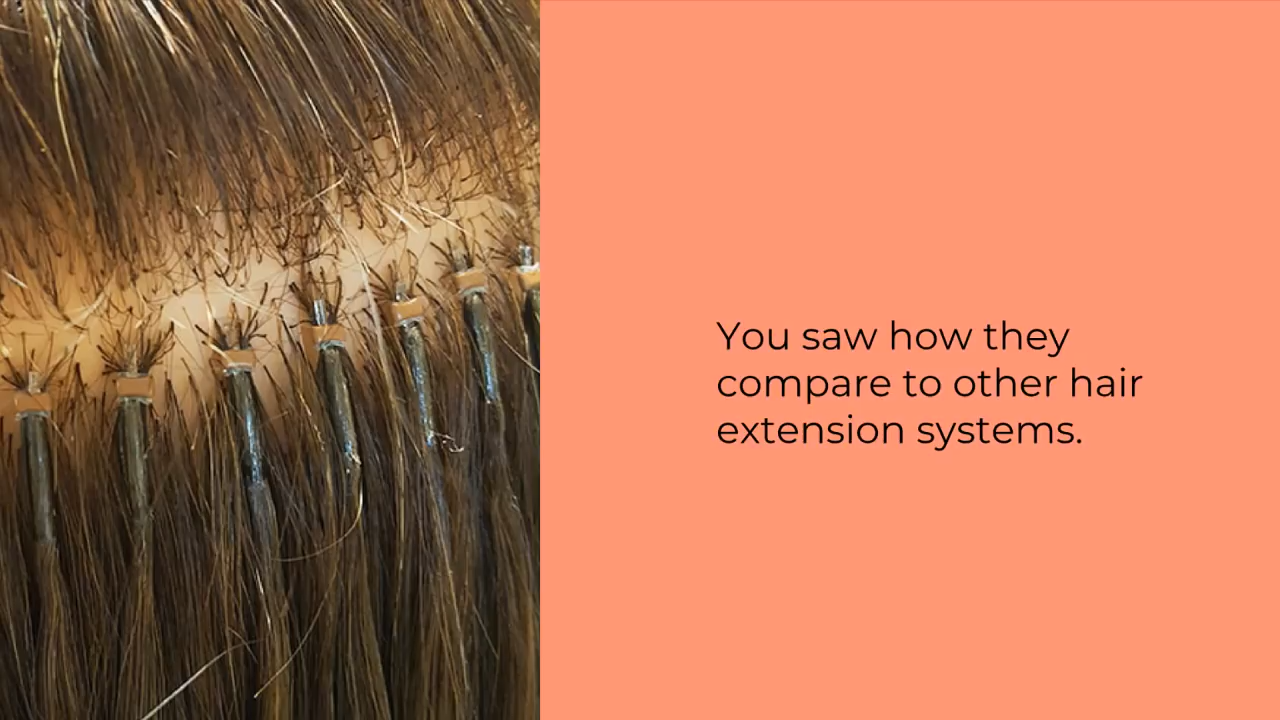 You saw how they
compare to other hair
extension systems.